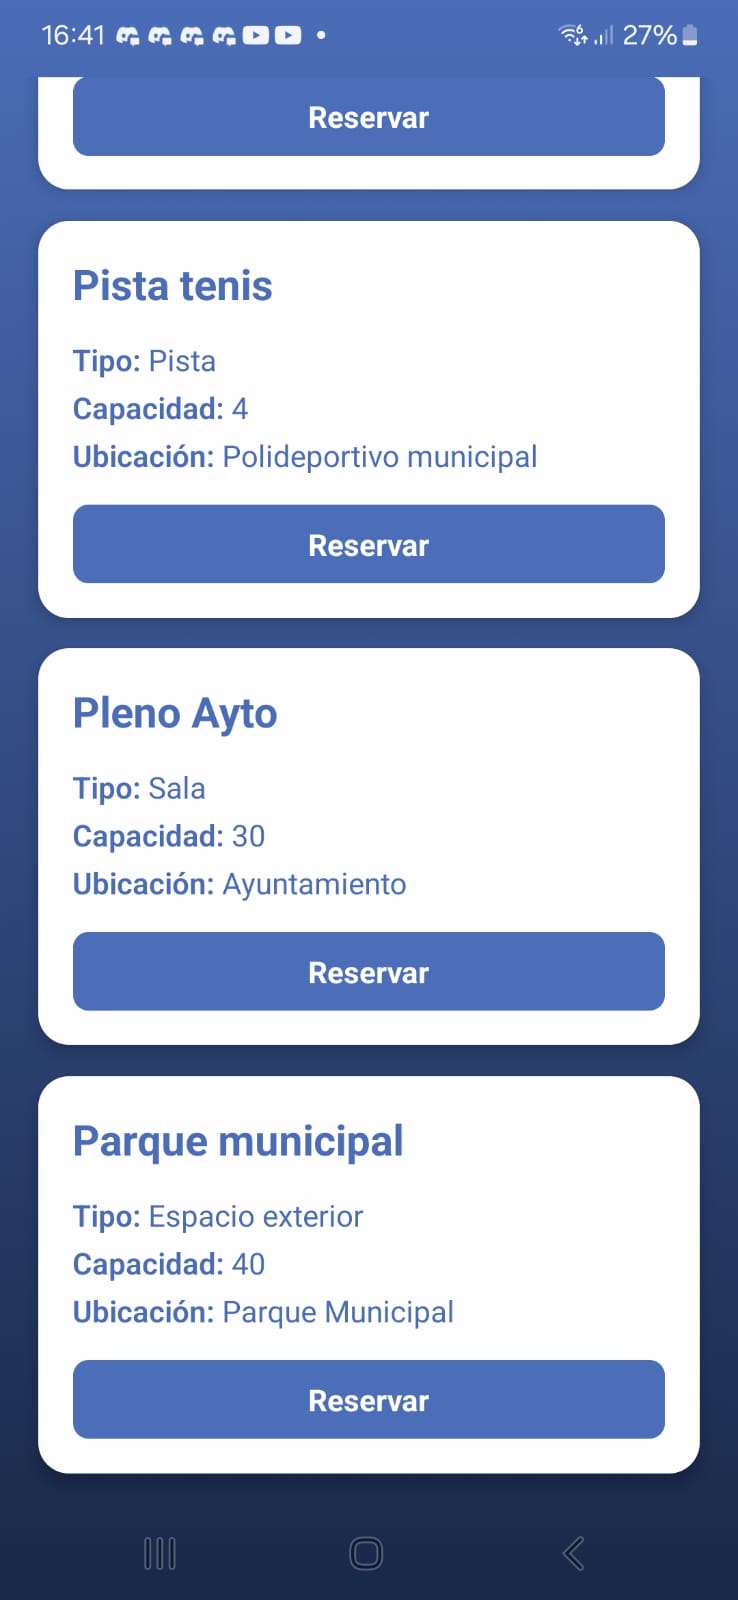 16:41
27%
Reservar
Pista tenis
Tipo: Pista
Capacidad: 4
Ubicación: Polideportivo municipal
Reservar
Pleno Ayto
Tipo: Sala
Capacidad: 30
Ubicación: Ayuntamiento
Reservar
Parque municipal
Tipo: Espacio exterior
Capacidad: 40
Ubicación: Parque Municipal
Reservar